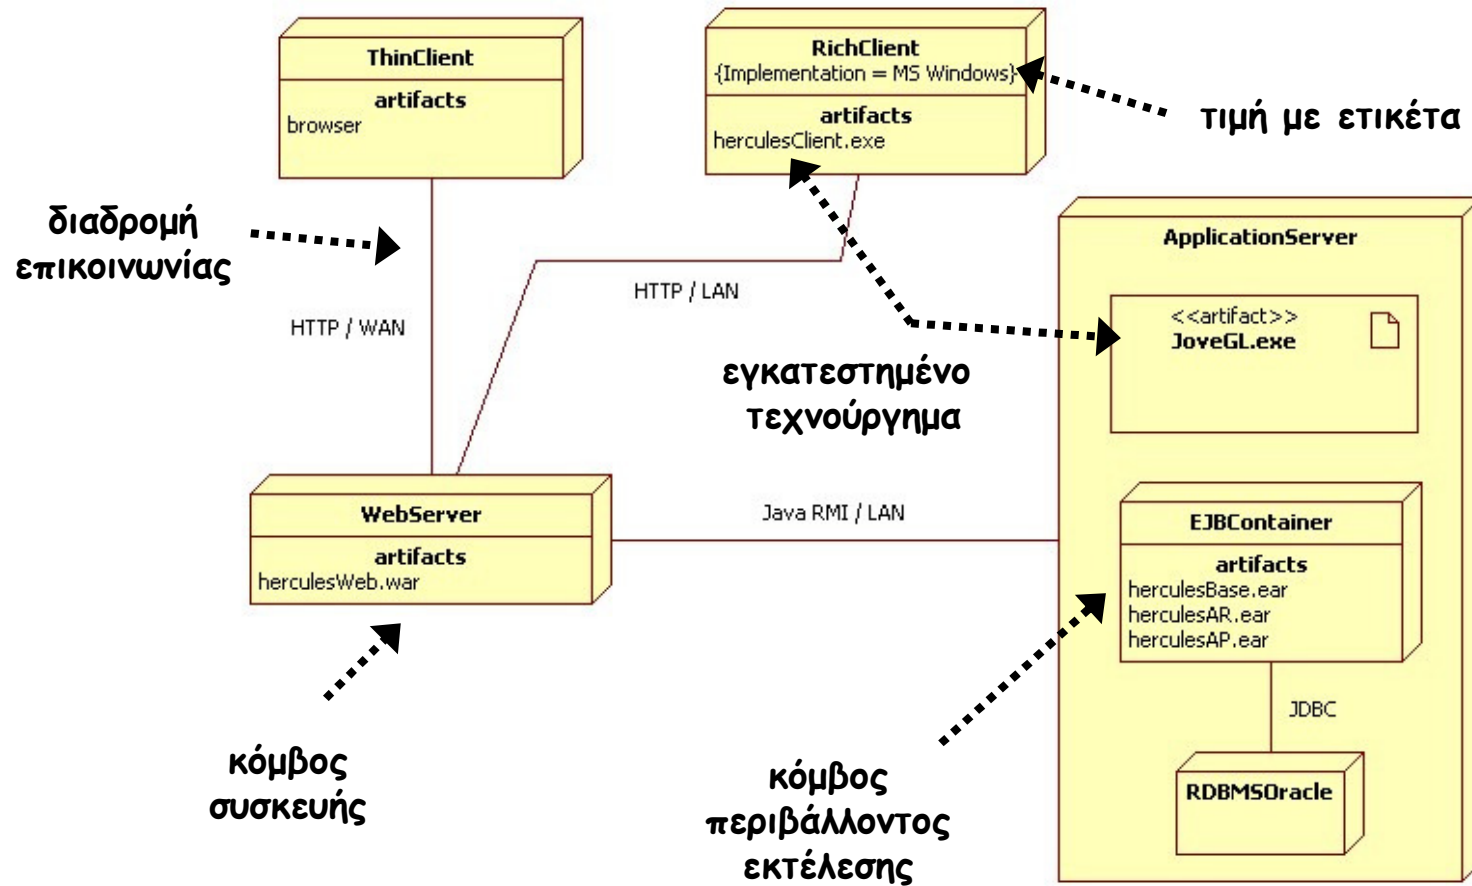 ThinClient
artifacts
browser
RichClient
{Implementation = MS Windows}
artifacts
herculesClient.exe
τιμή με ετικέτα
διαδρομή
επικοινωνίας
HTTP / WAN
HTTP / LAN
εγκατεστημένο
τεχνούργημα
ApplicationServer
<<artifact>>
JoveGL.exe
WebServer
artifacts
herculesWeb.war
Java RMI / LAN
EJBContainer
artifacts
herculesBase.ear
herculesAR.ear
herculesAP.ear
JDBC
RDBMSOracle
κόμβος
συσκευής
κόμβος
περιβάλλοντος
εκτέλεσης